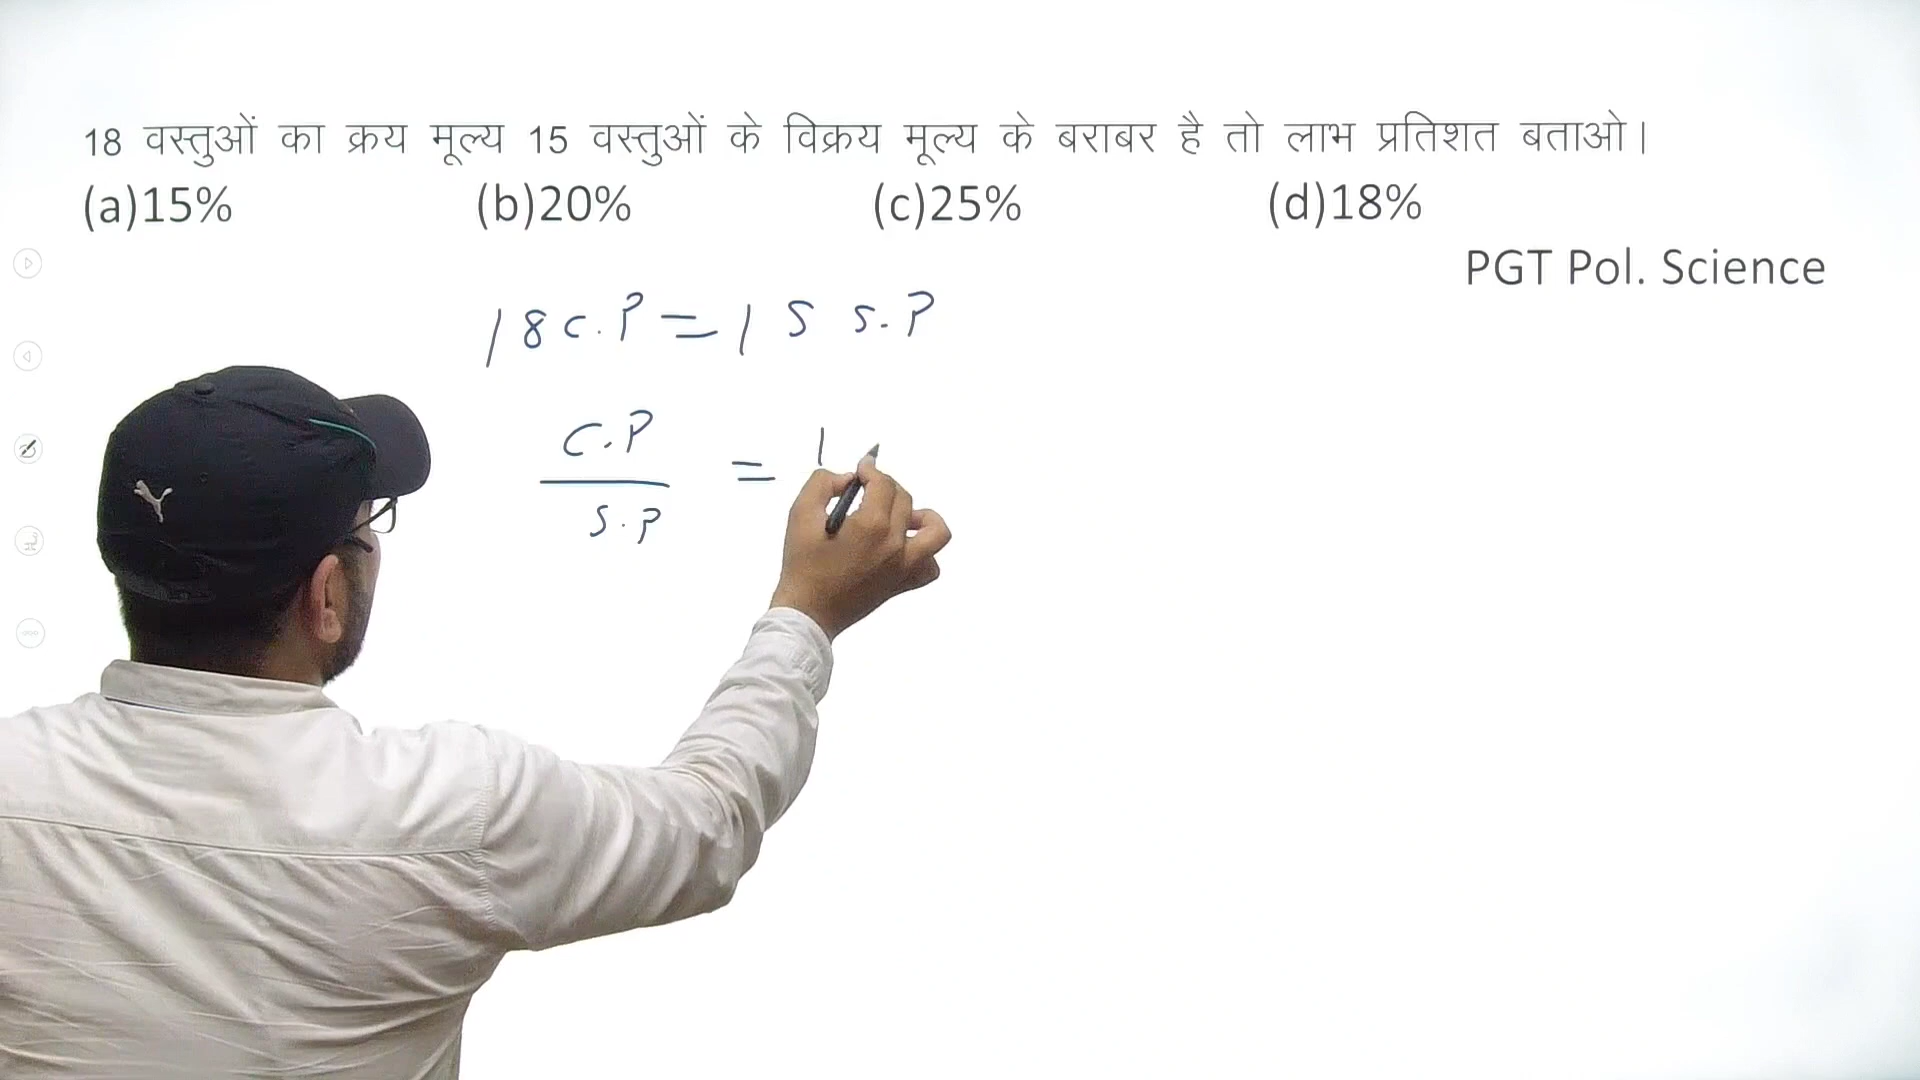 18 वस्तुओं का क्रय मूल्य 15 वस्तुओं के विक्रय मूल्य के बराबर है तो लाभ प्रतिशत बताओ।
(a)15% (b)20% (c)25% (d)18%
PGT Pol. Science
18 C.P = 15 S.P
C.P
S.P
= 1